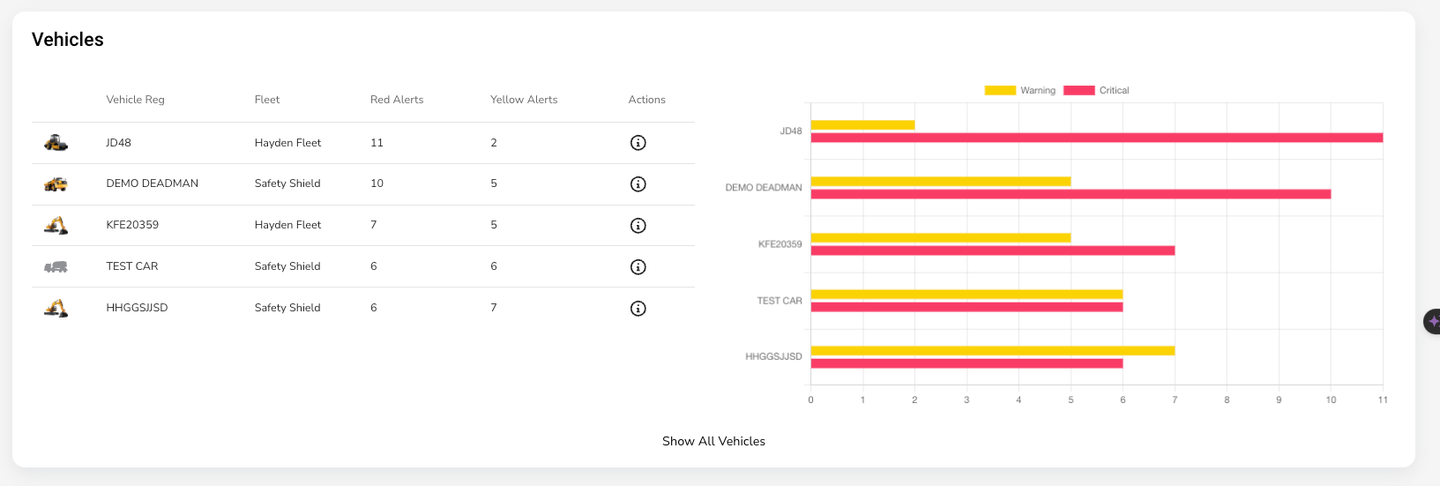 Vehicles
Vehicle Reg Fleet Red Alerts Yellow Alerts Actions
JD48 Hayden Fleet 11 2
DEMO DEADMAN Safety Shield 10 5
KFE20359 Hayden Fleet 7 5
TEST CAR Safety Shield 6 6
HHGGSJJSD Safety Shield 6 7
Warning Critical
JD48
DEMO DEADMAN
KFE20359
TEST CAR
HHGGSJJSD
0 1 2 3 4 5 6 7 8 9 10 11
Show All Vehicles